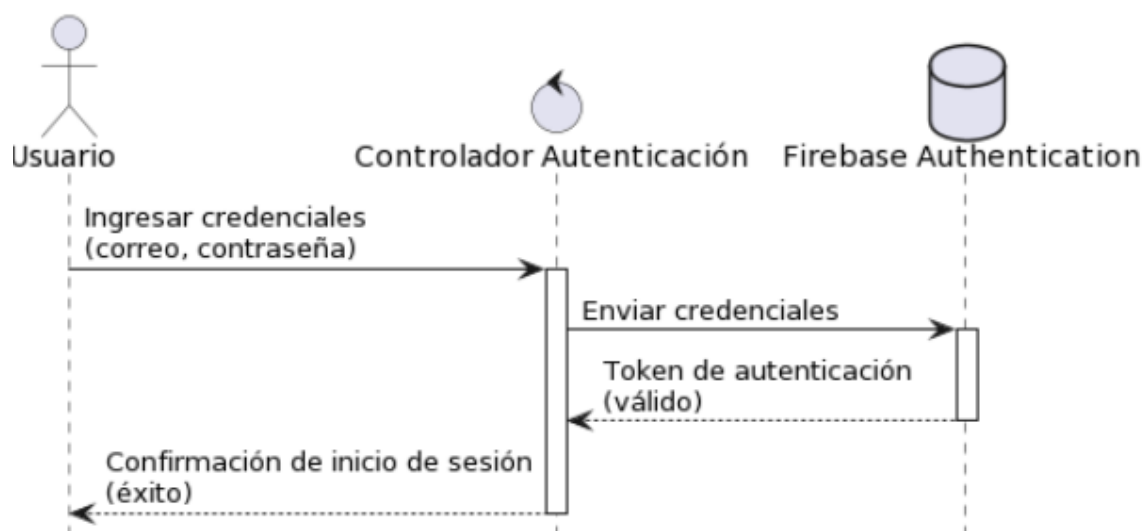 Usuario
Controlador Autenticación
Firebase Authentication
Ingresar credenciales
(correo, contraseña)
Enviar credenciales
Token de autenticación
(válido)
Confirmación de inicio de sesión
(éxito)